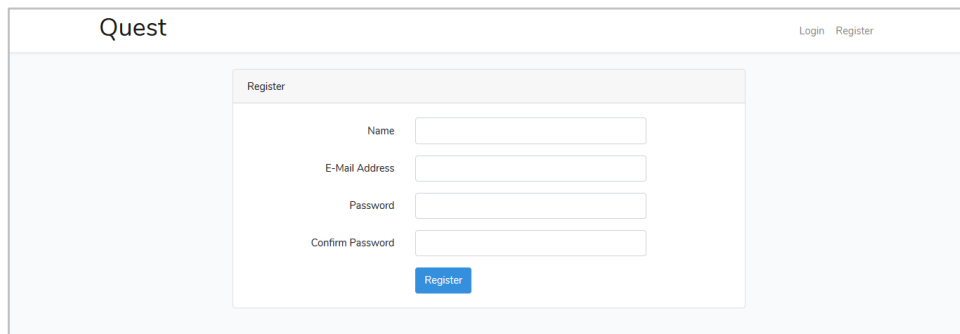 Quest
Login Register
Register
Name
E-Mail Address
Password
Confirm Password
Register